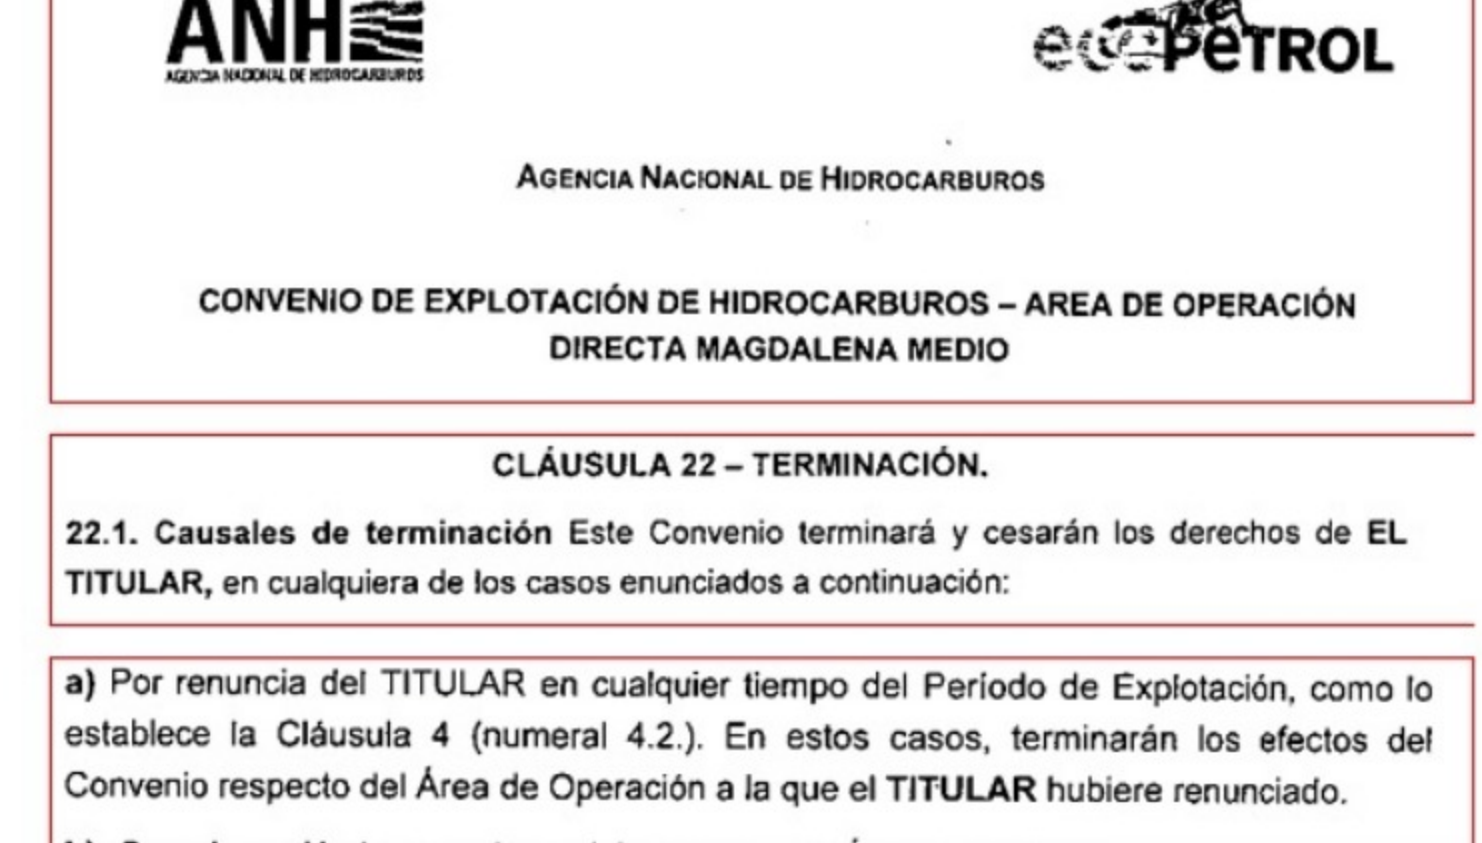 ANH
AGENCIA NACIONAL DE HIDROCARBUROS
ecoPETROL
AGENCIA NACIONAL DE HIDROCARBUROS
CONVENIO DE EXPLOTACIÓN DE HIDROCARBUROS – AREA DE OPERACIÓN
DIRECTA MAGDALENA MEDIO
CLÁUSULA 22 – TERMINACIÓN.
22.1. Causales de terminación Este Convenio terminará y cesarán los derechos de EL
TITULAR, en cualquiera de los casos enunciados a continuación:
a) Por renuncia del TITULAR en cualquier tiempo del Período de Explotación, como lo
establece la Cláusula 4 (numeral 4.2.). En estos casos, terminarán los efectos del
Convenio respecto del Área de Operación a la que el TITULAR hubiere renunciado.